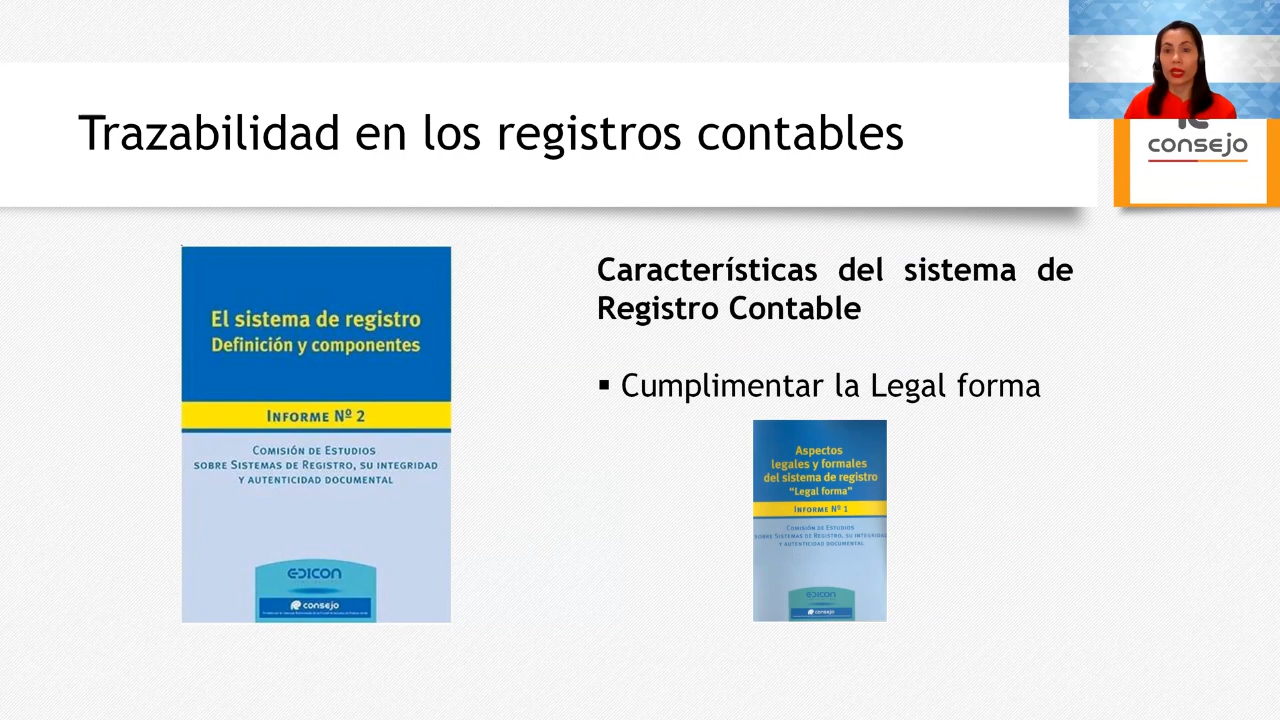 Trazabilidad en los registros contables
consejo
El sistema de registro
Definición y componentes
INFORME Nº 2
COMISIÓN DE ESTUDIOS
SOBRE SISTEMAS DE REGISTRO, SU INTEGRIDAD
Y AUTENTICIDAD DOCUMENTAL
EDICON
consejo
Características del sistema de
Registro Contable
▪ Cumplimentar la Legal forma
Aspectos
legales y formales
del sistema de registro
“Legal forma”
INFORME Nº 1
COMISIÓN DE ESTUDIOS
SOBRE SISTEMAS DE REGISTRO, SU INTEGRIDAD
Y AUTENTICIDAD DOCUMENTAL
EDICON
consejo